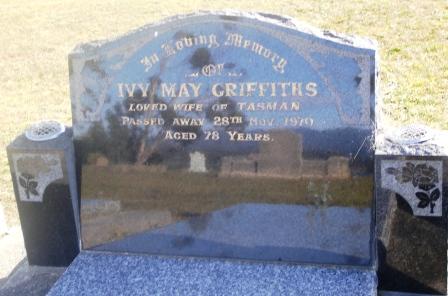 In Loving Memory
Of
IVY MAY GRIFFITHS
LOVED WIFE OF TASMAN
PASSED AWAY 28TH NOV. 1970
AGED 78 YEARS.